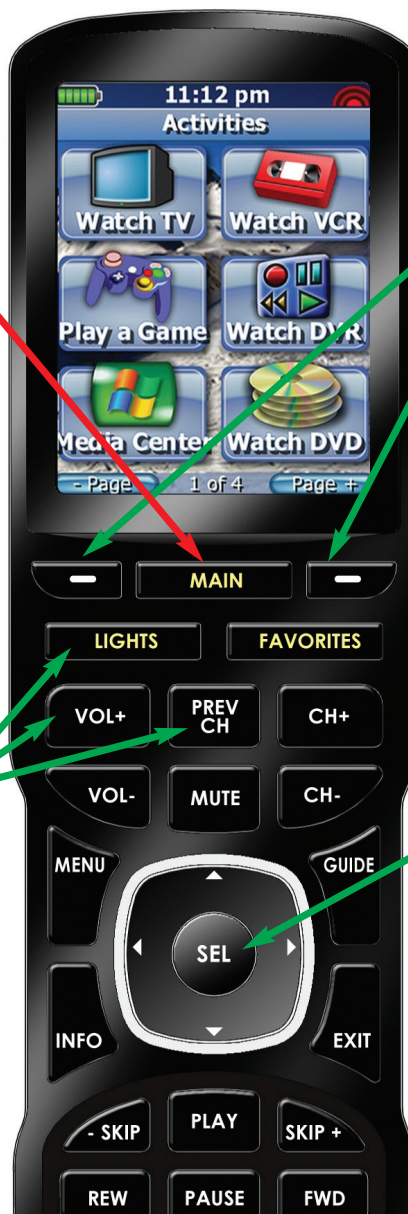 11:12 pm
Activities
Watch TV
Watch VCR
Play a Game
Watch DVR
Media Center
Watch DVD
- Page
1 of 4
Page +
MAIN
LIGHTS
FAVORITES
VOL+
PREV
CH
CH+
VOL-
MUTE
CH-
MENU
GUIDE
SEL
INFO
EXIT
- SKIP
PLAY
SKIP +
REW
PAUSE
FWD